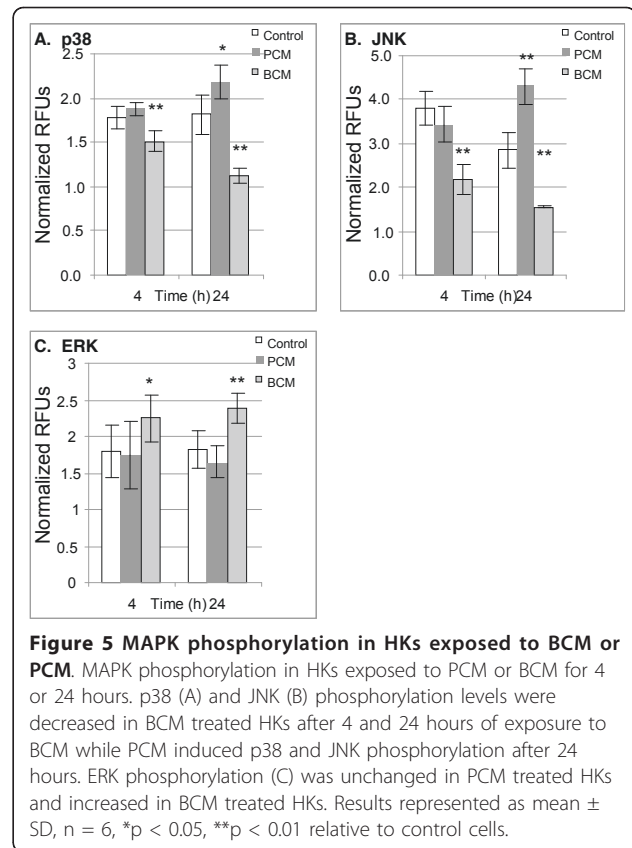 A. p38
Control
PCM
BCM
Normalized RFUs
2.5
2.0
1.5
1.0
0.5
0.0
**
*
**
4 Time (h) 24
B. JNK
Control
PCM
BCM
Normalized RFUs
5.0
4.0
3.0
2.0
1.0
0.0
**
**
**
4 Time (h) 24
C. ERK
Control
PCM
BCM
Normalized RFUs
3
2.5
2
1.5
1
0.5
0
*
**
4 Time (h) 24
Figure 5 MAPK phosphorylation in HKs exposed to BCM or
PCM. MAPK phosphorylation in HKs exposed to PCM or BCM for 4
or 24 hours. p38 (A) and JNK (B) phosphorylation levels were
decreased in BCM treated HKs after 4 and 24 hours of exposure to
BCM while PCM induced p38 and JNK phosphorylation after 24
hours. ERK phosphorylation (C) was unchanged in PCM treated HKs
and increased in BCM treated HKs. Results represented as mean ±
SD, n = 6, *p < 0.05, **p < 0.01 relative to control cells.